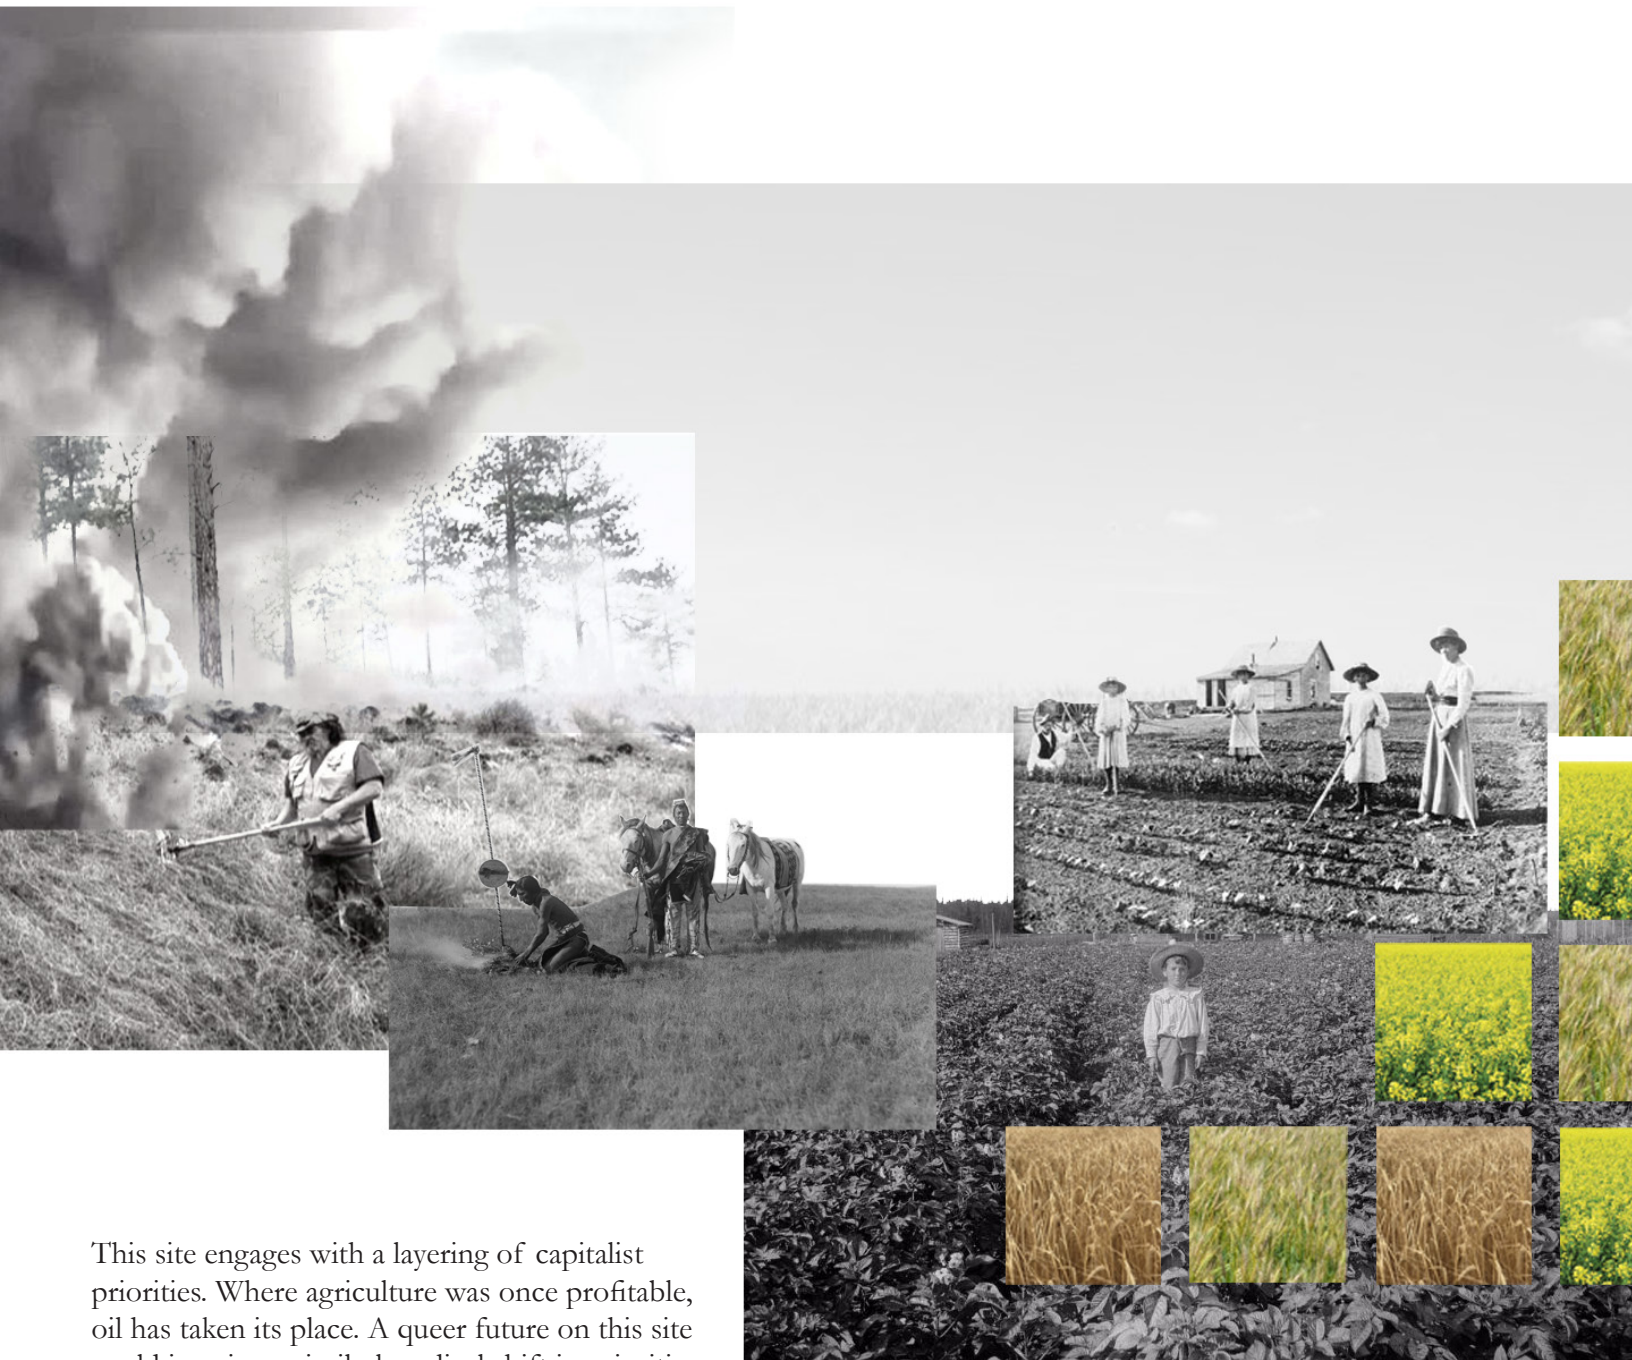 This site engages with a layering of capitalist
priorities. Where agriculture was once profitable,
oil has taken its place. A queer future on this site